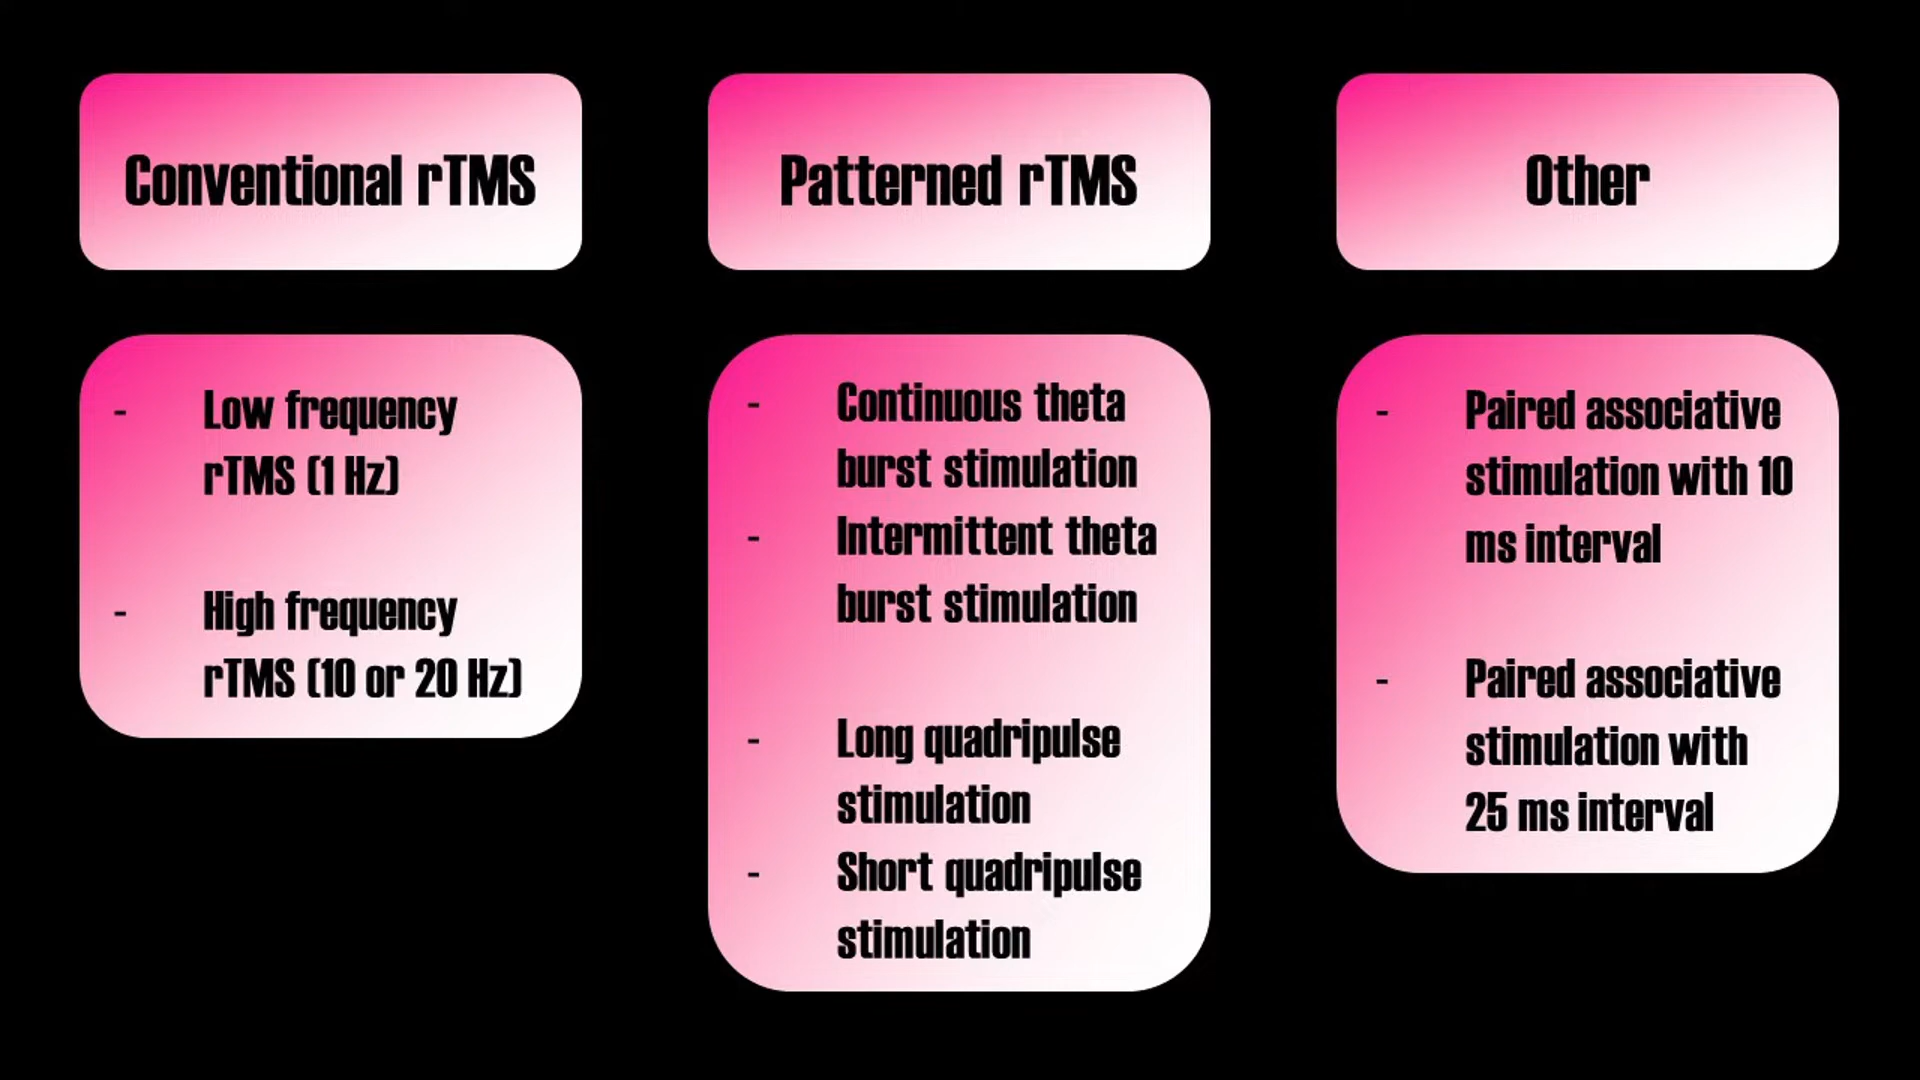 Conventional rTMS
- Low frequency
rTMS (1 Hz)
- High frequency
rTMS (10 or 20 Hz)
Patterned rTMS
- Continuous theta
burst stimulation
- Intermittent theta
burst stimulation
- Long quadripulse
stimulation
- Short quadripulse
stimulation
Other
- Paired associative
stimulation with 10
ms interval
- Paired associative
stimulation with
25 ms interval